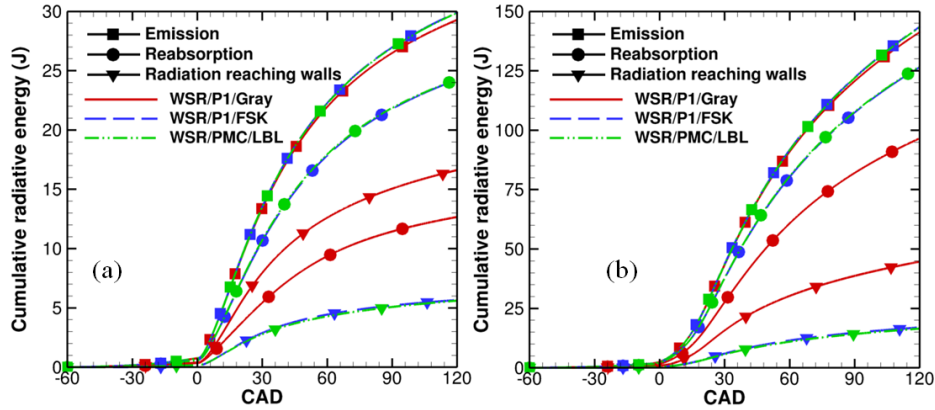 Cumulative radiative energy (J)
30
25
20
15
10
5
0
Emission
Reabsorption
Radiation reaching walls
WSR/P1/Gray
WSR/P1/FSK
WSR/PMC/LBL
(a)
-60 -30 0 30 60 90 120
CAD
Cumulative radiative energy (J)
150
125
100
75
50
25
0
Emission
Reabsorption
Radiation reaching walls
WSR/P1/Gray
WSR/P1/FSK
WSR/PMC/LBL
(b)
-60 -30 0 30 60 90 120
CAD